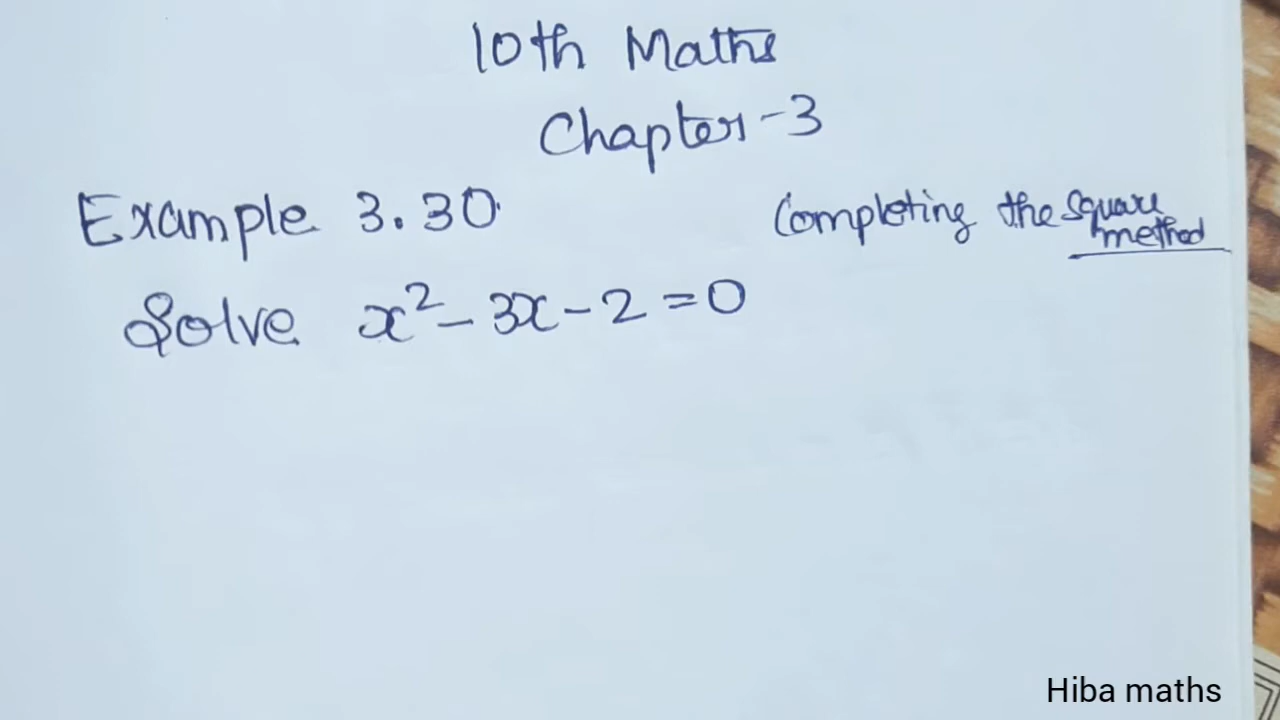 10th Maths
Chapter-3
Example 3.30
Completing the square
method
Solve x² - 3x - 2 = 0
Hiba maths